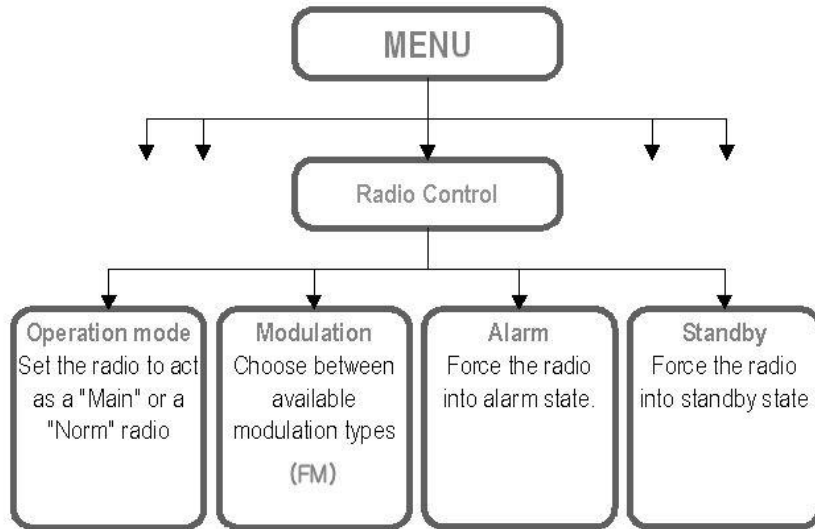 MENU
Radio Control
Operation mode
Set the radio to act
as a "Main" or a
"Norm" radio
Modulation
Choose between
available
modulation types
(FM)
Alarm
Force the radio
into alarm state.
Standby
Force the radio
into standby state